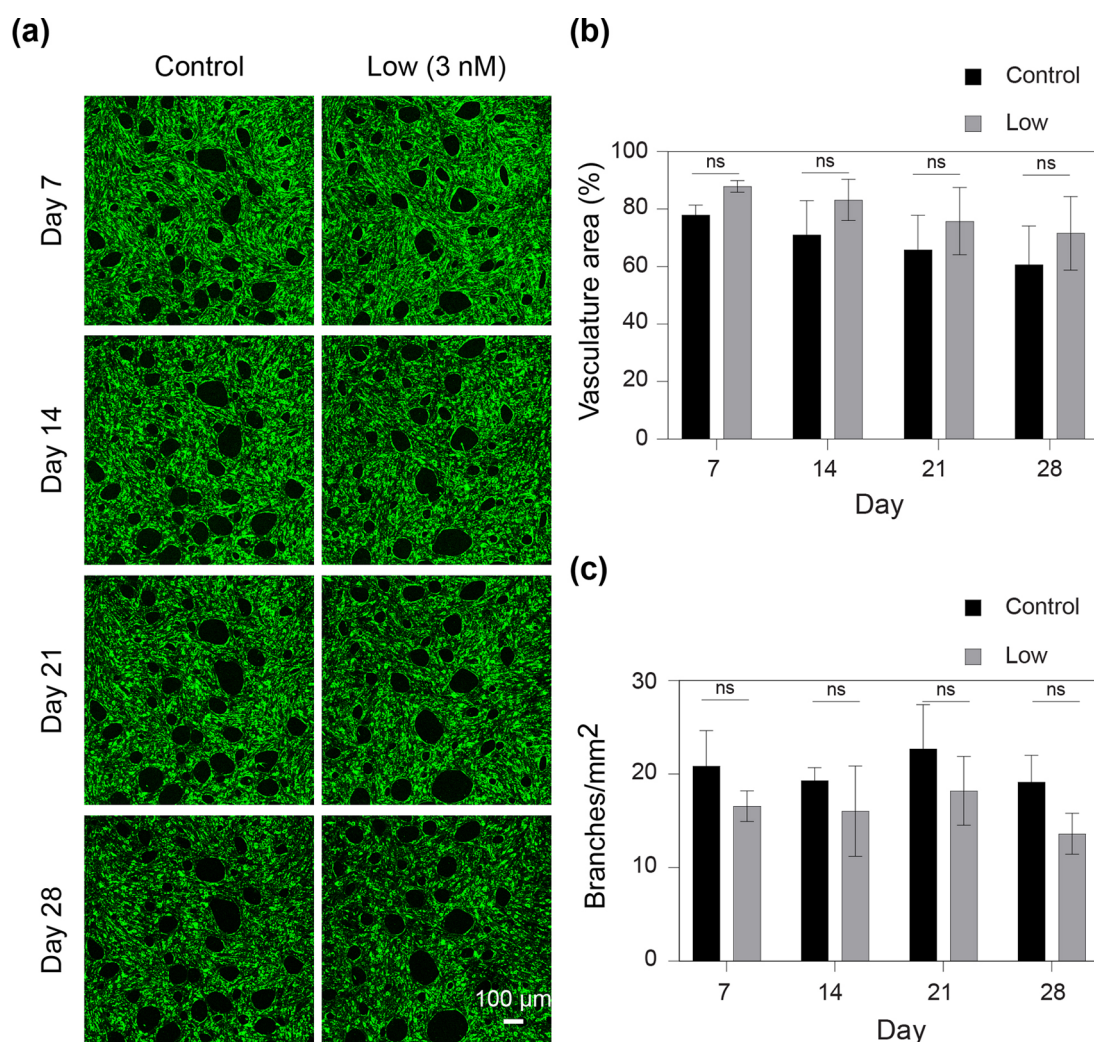 (a)
Control
Low (3 nM)
Day 7
Day 14
Day 21
Day 28
100 µm
(b)
Control
Low
Vasculature area (%)
100
80
60
40
20
0
ns
ns
ns
ns
7
14
21
28
Day
(c)
Control
Low
Branches/mm2
30
20
10
0
ns
ns
ns
ns
7
14
21
28
Day